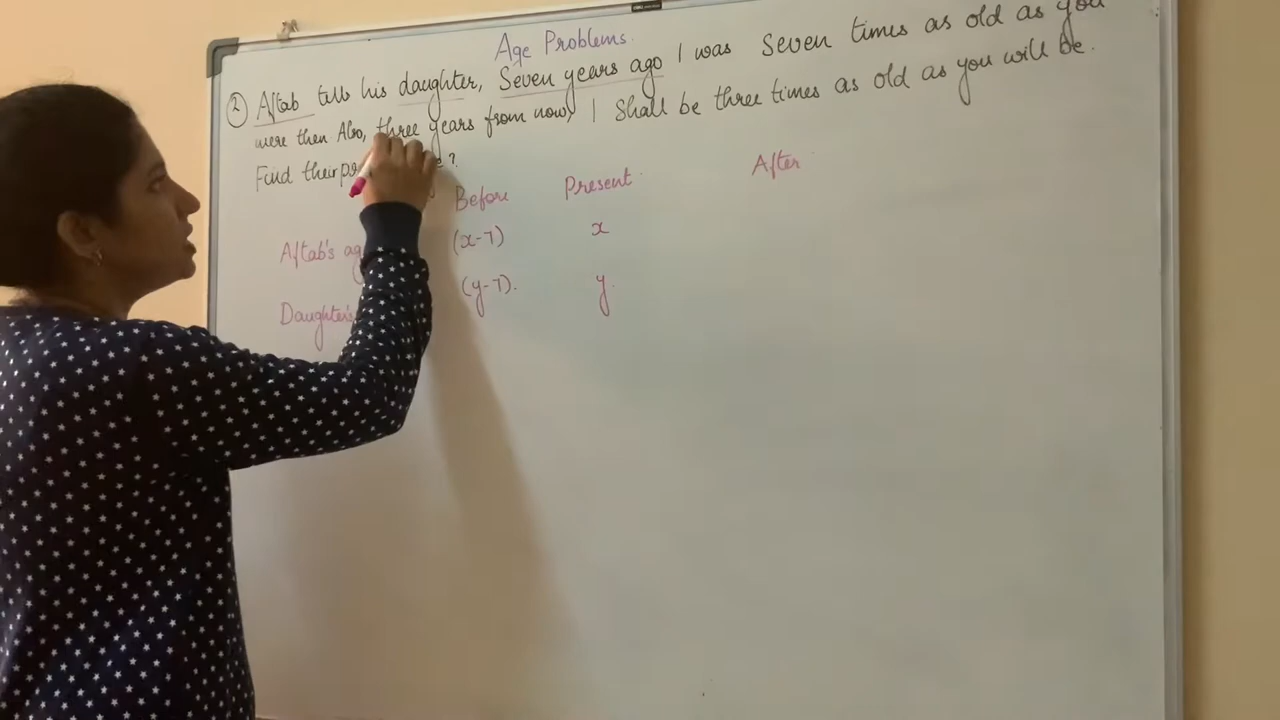 Age Problems.
2 Aftab tells his daughter, Seven years ago I was Seven times as old as you
were then Also, three years from now, I shall be three times as old as you will be.
Find their ?
Before Present After
Aftab's (x-7) x
Daughter's (y-7). y